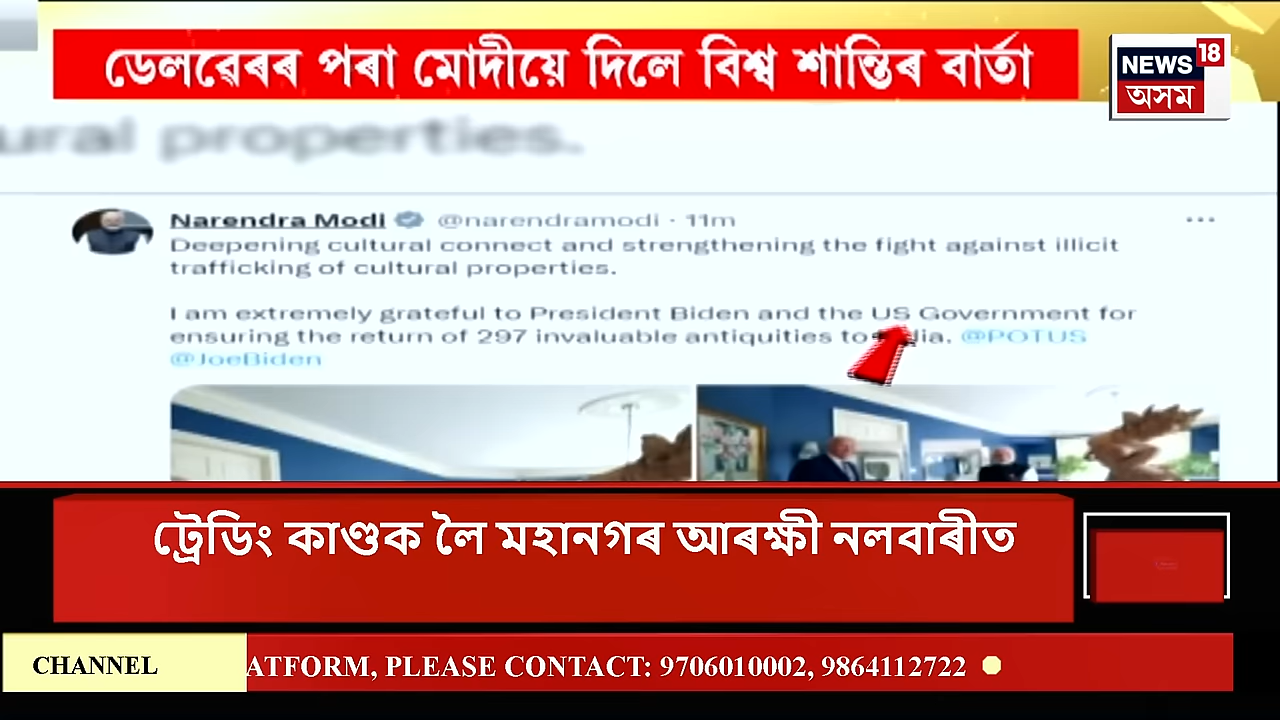 ডেলৱেৰৰ পৰা মোদীয়ে দিলে বিশ্ব শান্তিৰ বাৰ্তা
NEWS 18
অসম
ural properties.
Narendra Modi @narendramodi · 11m
Deepening cultural connect and strengthening the fight against illicit
trafficking of cultural properties.
I am extremely grateful to President Biden and the US Government for
ensuring the return of 297 invaluable antiquities to dia. @POTUS
@JoeBiden
ট্ৰেডিং কাণ্ডক লৈ মহানগৰ আৰক্ষী নলবাৰীত
CHANNEL ATFORM, PLEASE CONTACT: 9706010002, 9864112722